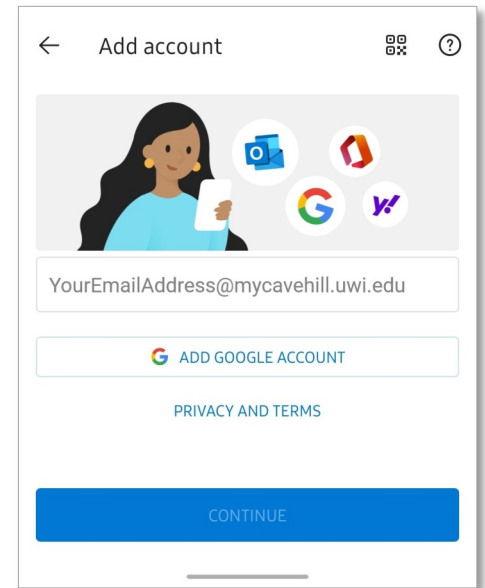 Add account
YourEmailAddress@mycavehill.uwi.edu
ADD GOOGLE ACCOUNT
PRIVACY AND TERMS
CONTINUE